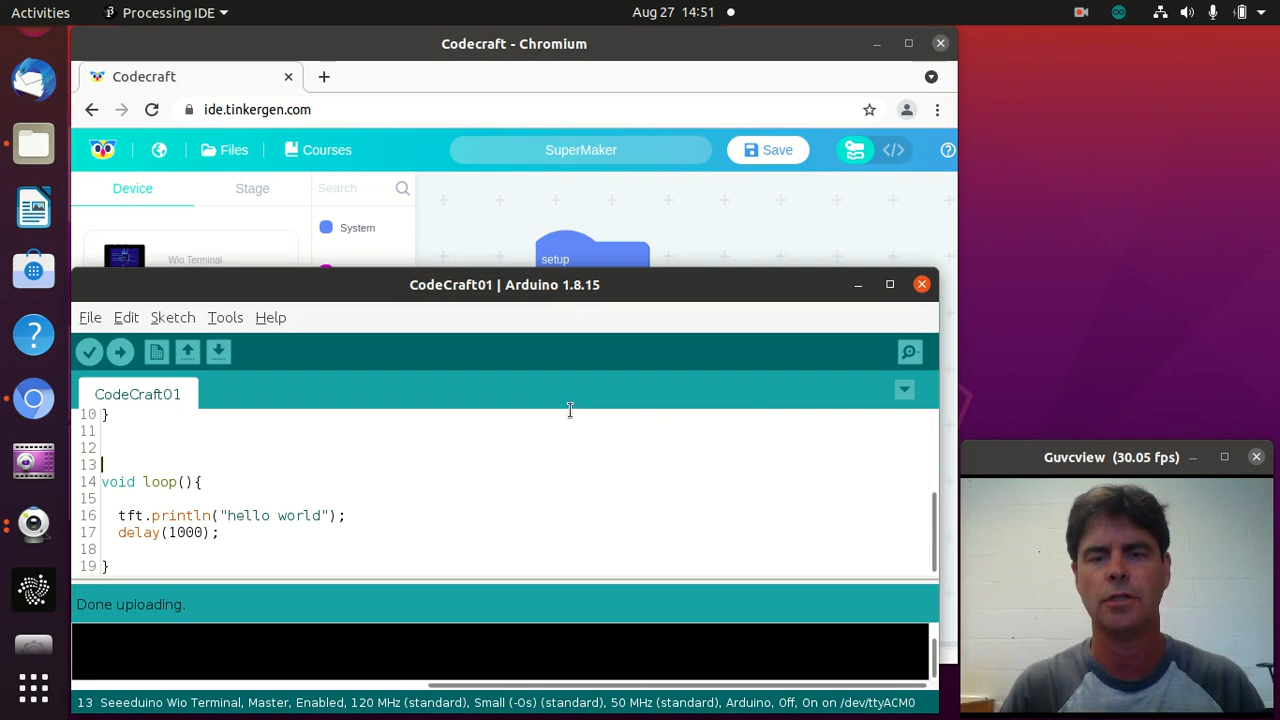 Activities
Processing IDE
Aug 27 14:51
Codecraft - Chromium
Codecraft
ide.tinkergen.com
Files
Courses
SuperMaker
Save
</>
Device
Stage
Search
System
Wio Terminal
setup
CodeCraft01 | Arduino 1.8.15
File Edit Sketch Tools Help
CodeCraft01
10 }
11
12
13
14 void loop(){
15
16 tft.println("hello world");
17 delay(1000);
18
19 }
Done uploading.
13 Seeeduino Wio Terminal, Master, Enabled, 120 MHz (standard), Small (-Os) (standard), 50 MHz (standard), Arduino, Off, On on /dev/ttyACM0
Guvcview (30.05 fps)